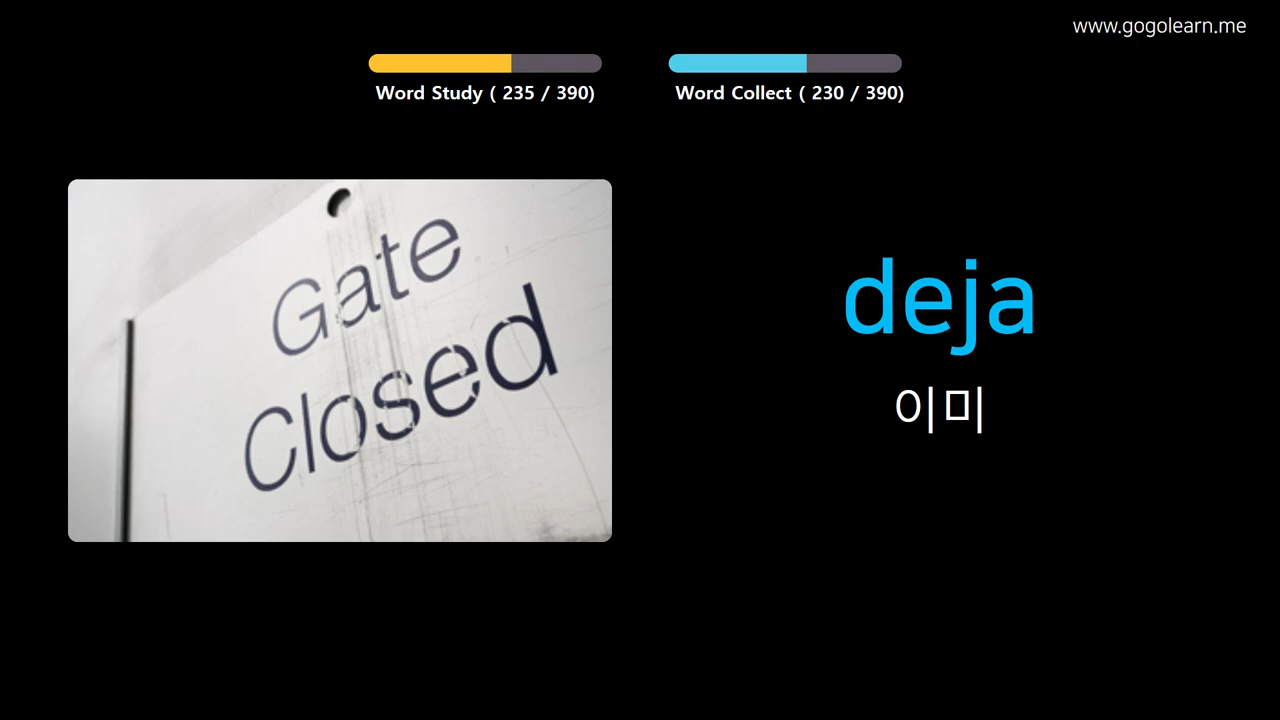 www.gogolearn.me
Word Study ( 235 / 390)
Word Collect ( 230 / 390)
Gate
Closed
deja
이미